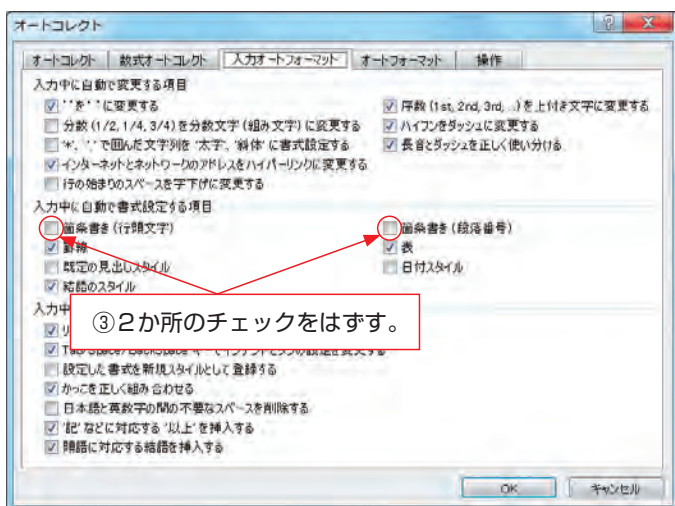 オートコレクト
オートコレクト 数式オートコレクト 入力オートフォーマット オートフォーマット 操作
入力中に自動で変更する項目
を に変更する 序数 (1st, 2nd, 3rd, ...) を上付き文字に変更する
分数 (1/2, 1/4, 3/4) を分数文字 (組み文字) に変更する ハイフンをダッシュに変更する
'*'、'_' で囲んだ文字列を '太字'、'斜体' に書式設定する 長音とダッシュを正しく使い分ける
インターネットとネットワークのアドレスをハイパーリンクに変更する
行の始まりのスペースを字下げに変更する
入力中に自動で書式設定する項目
箇条書き (行頭文字) 箇条書き (段落番号)
罫線 表
既定の見出しスタイル 日付スタイル
結語のスタイル
入力中
③2か所のチェックをはずす。
設定した書式を新規スタイルとして登録する
かっこを正しく組み合わせる
日本語と英数字の間の不要なスペースを削除する
'記' などに対応する '以上' を挿入する
頭語に対応する結語を挿入する
OK キャンセル